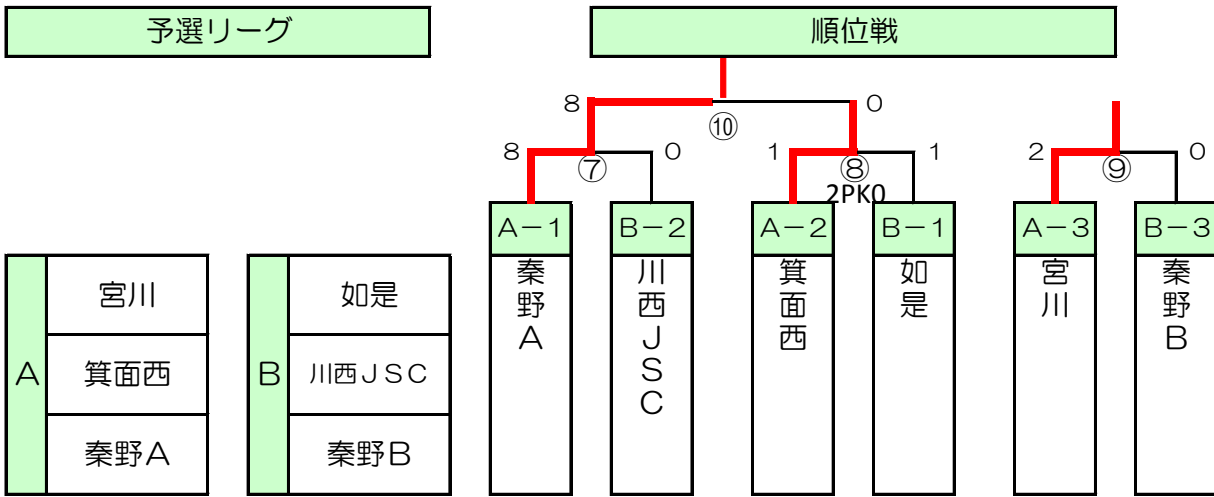 予選リーグ
順位戦
8 0
⑩
8 0 1 1 2 0
⑦ ⑧ ⑨
2PK0
A-1 B-2 A-2 B-1 A-3 B-3
秦野A
川西JSC
箕面西
如是
宮川
秦野B
A
宮川
箕面西
秦野A
B
如是
川西JSC
秦野B